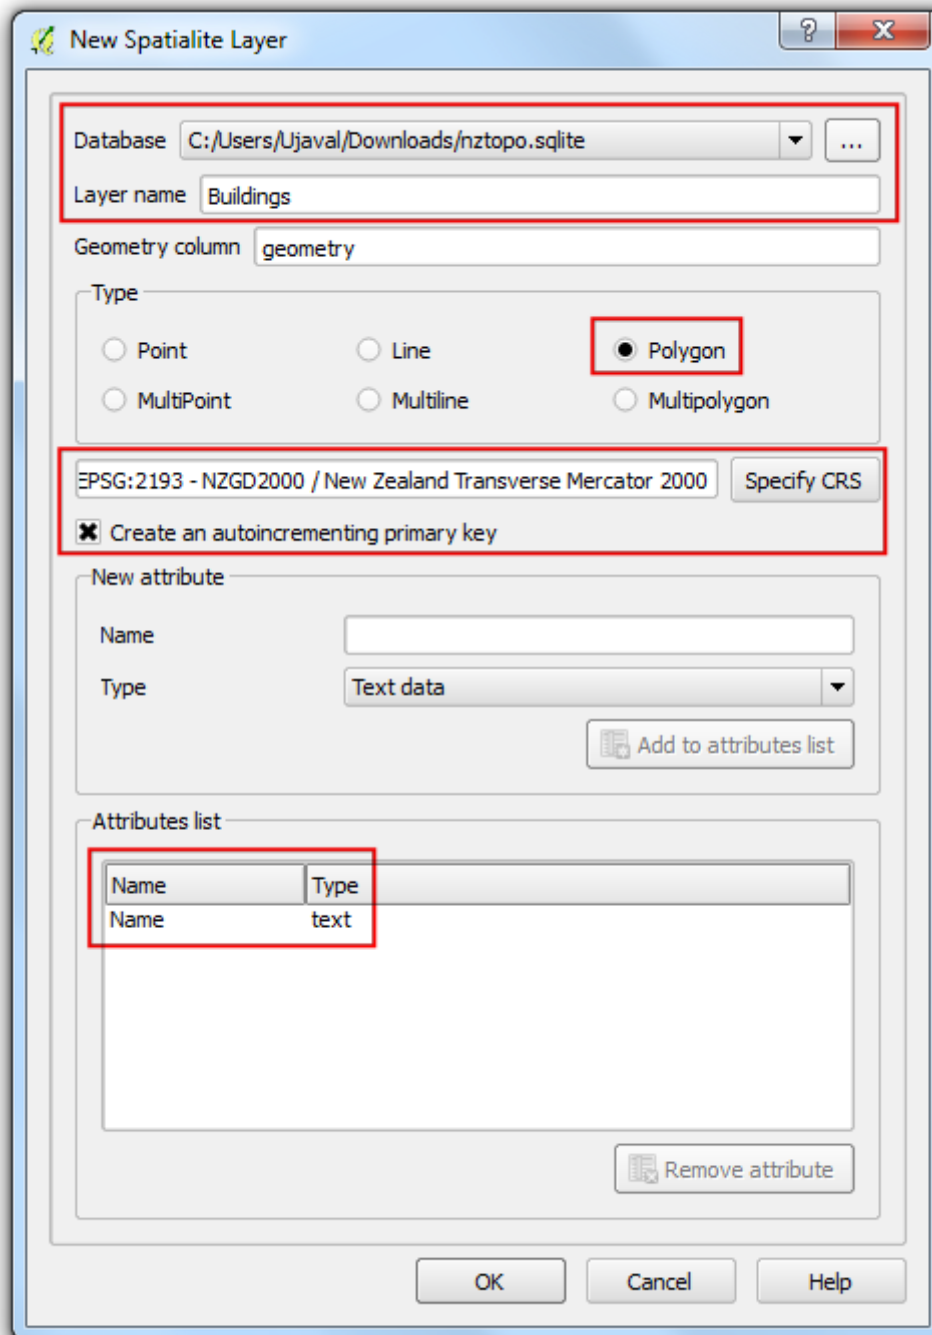 New Spatialite Layer
Database C:/Users/Ujaval/Downloads/nztopo.sqlite ...
Layer name Buildings
Geometry column geometry
Type
Point Line Polygon
MultiPoint Multiline Multipolygon
EPSG:2193 - NZGD2000 / New Zealand Transverse Mercator 2000 Specify CRS
Create an autoincrementing primary key
New attribute
Name
Type Text data
Add to attributes list
Attributes list
Name Type
Name text
Remove attribute
OK Cancel Help